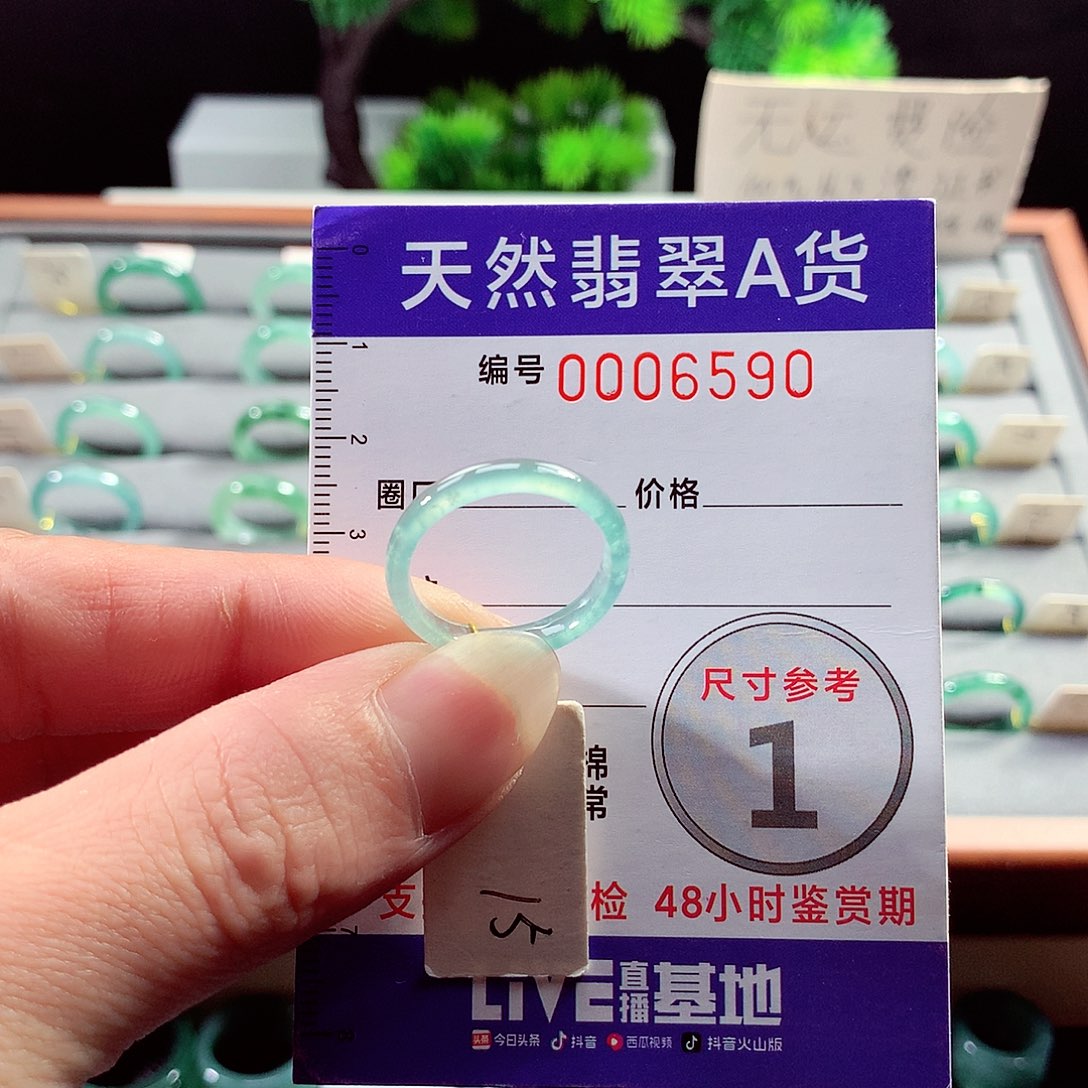 天然翡翠A货
编号 0006590
圈 价格
棉
常
尺寸参考
1
支 检 48小时鉴赏期
15
LIVE直播基地
今日头条 抖音 西瓜视频 抖音火山版
0
1
2
3
7
8